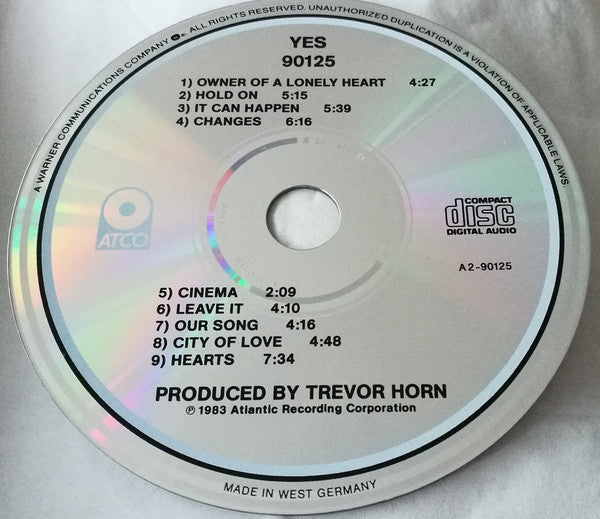 A WARNER COMMUNICATIONS COMPANY ALL RIGHTS RESERVED. UNAUTHORIZED DUPLICATION IS A VIOLATION OF APPLICABLE LAWS.
YES
90125
1) OWNER OF A LONELY HEART 4:27
2) HOLD ON 5:15
3) IT CAN HAPPEN 5:39
4) CHANGES 6:16
ATCO
COMPACT
disc
DIGITAL AUDIO
A2-90125
5) CINEMA 2:09
6) LEAVE IT 4:10
7) OUR SONG 4:16
8) CITY OF LOVE 4:48
9) HEARTS 7:34
PRODUCED BY TREVOR HORN
℗ 1983 Atlantic Recording Corporation
MADE IN WEST GERMANY